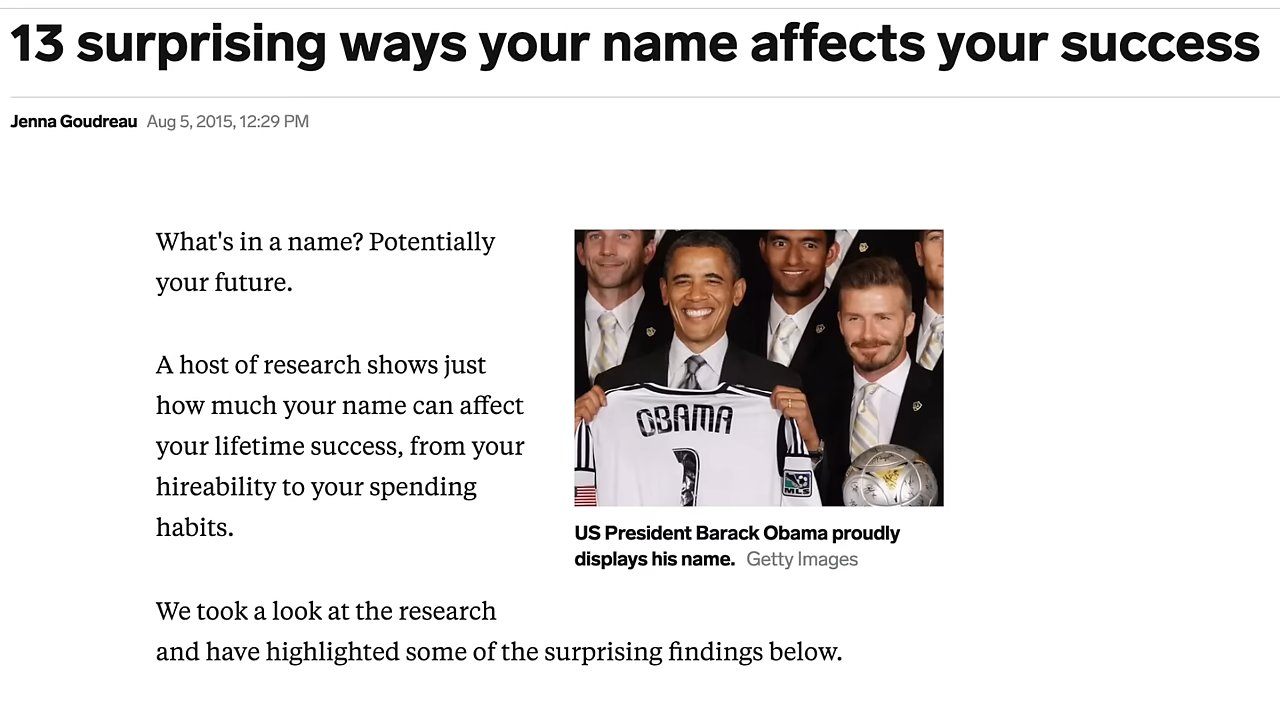 13 surprising ways your name affects your success
Jenna Goudreau Aug 5, 2015, 12:29 PM
What's in a name? Potentially
your future.
A host of research shows just
how much your name can affect
your lifetime success, from your
hireability to your spending
habits.
OBAMA
1
MLS
US President Barack Obama proudly
displays his name. Getty Images
We took a look at the research
and have highlighted some of the surprising findings below.